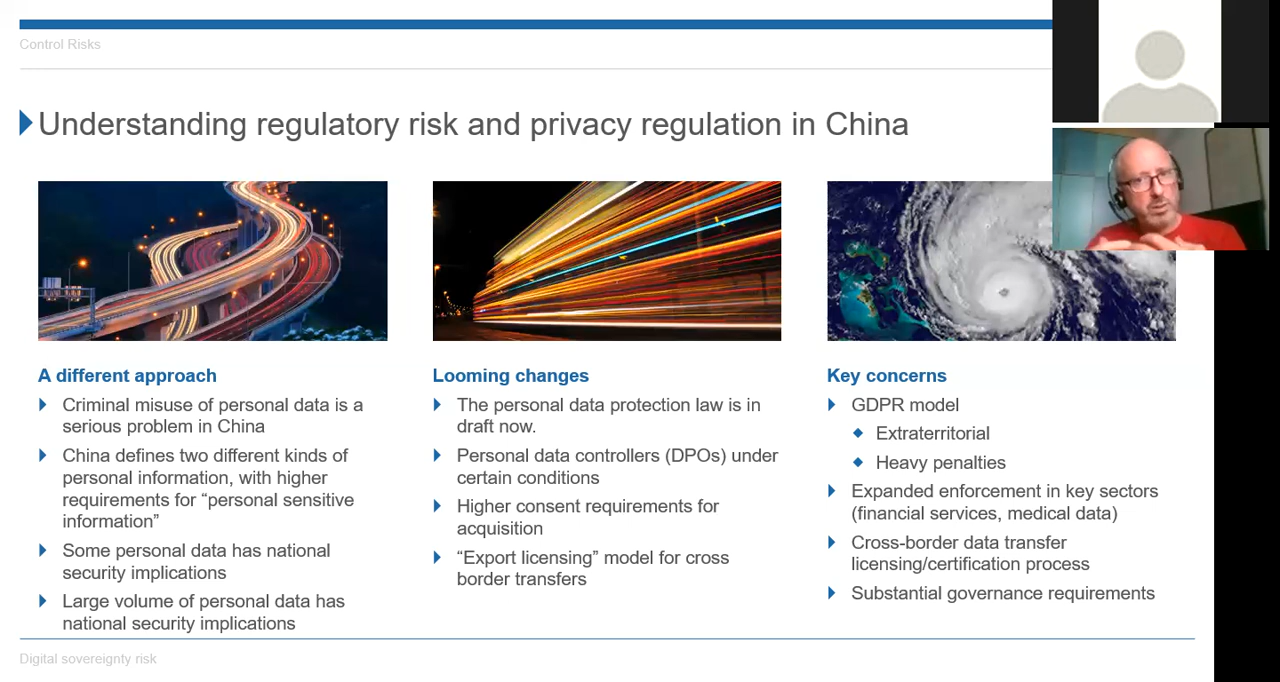 Control Risks
Understanding regulatory risk and privacy regulation in China
A different approach
Criminal misuse of personal data is a
serious problem in China
China defines two different kinds of
personal information, with higher
requirements for “personal sensitive
information”
Some personal data has national
security implications
Large volume of personal data has
national security implications
Looming changes
The personal data protection law is in
draft now.
Personal data controllers (DPOs) under
certain conditions
Higher consent requirements for
acquisition
“Export licensing” model for cross
border transfers
Key concerns
GDPR model
Extraterritorial
Heavy penalties
Expanded enforcement in key sectors
(financial services, medical data)
Cross-border data transfer
licensing/certification process
Substantial governance requirements
Digital sovereignty risk